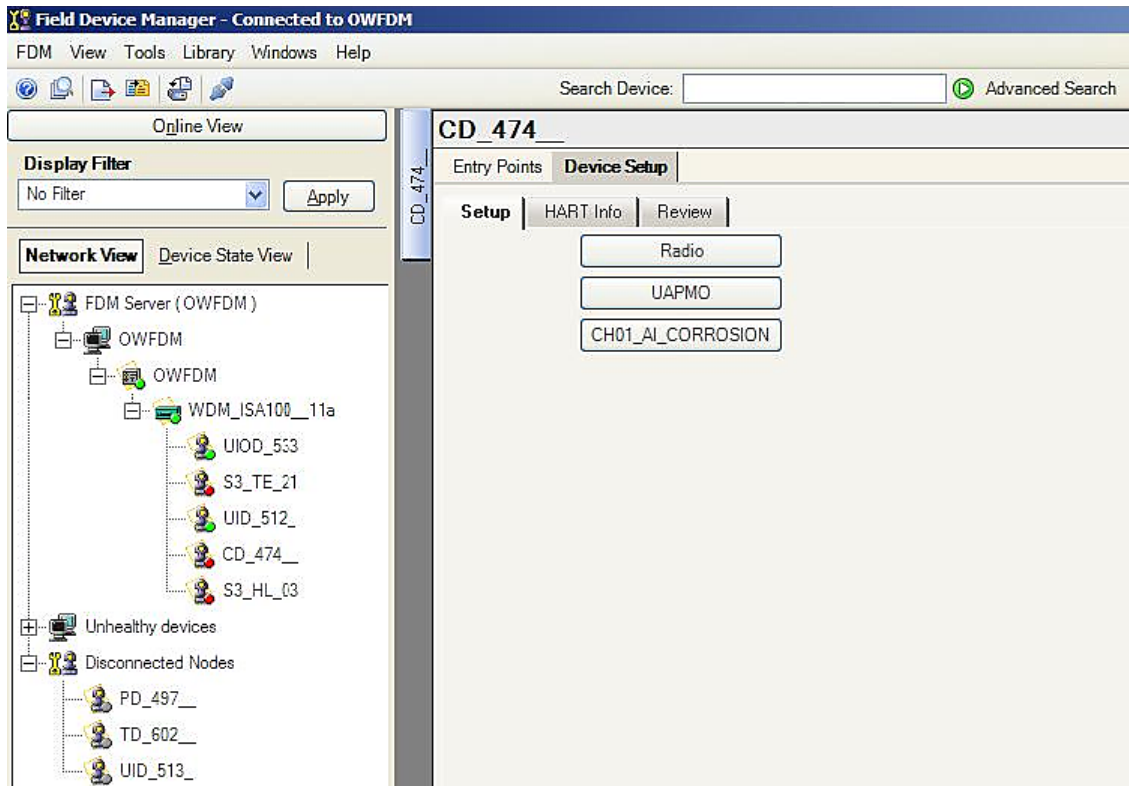 Field Device Manager - Connected to OWFDM
FDM View Tools Library Windows Help
Search Device: Advanced Search
Online View
Display Filter
No Filter Apply
Network View Device State View
FDM Server ( OWFDM )
OWFDM
OWFDM
WDM_ISA100__11a
UIOD_533
S3_TE_21
UID_512_
CD_474__
S3_HL_03
Unhealthy devices
Disconnected Nodes
PD_497__
TD_602__
UID_513_
CD_474__
CD_474__
Entry Points Device Setup
Setup HART Info Review
Radio
UAPMO
CH01_AI_CORROSION